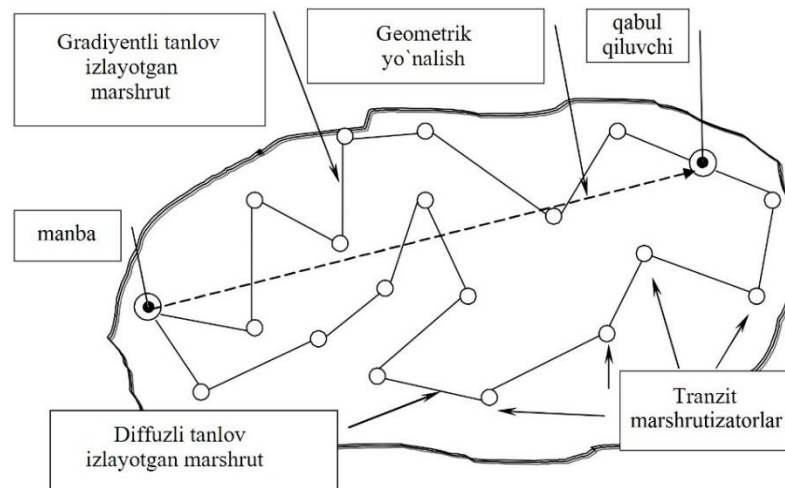 Gradiyentli tanlov
izlayotgan
marshrut
Geometrik
yo`nalish
qabul
qiluvchi
manba
Diffuzli tanlov
izlayotgan marshrut
Tranzit
marshrutizatorlar